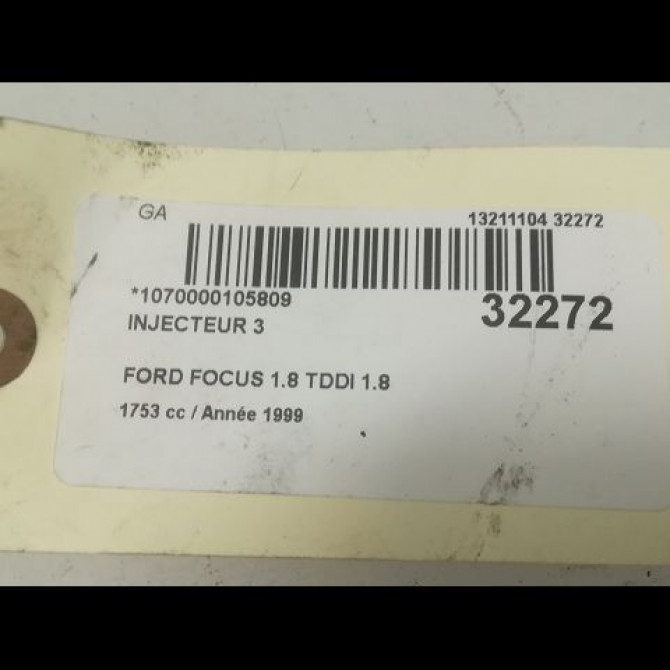 GA
13211104 32272
*1070000105809
32272
INJECTEUR 3
FORD FOCUS 1.8 TDDI 1.8
1753 cc / Année 1999